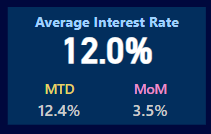 Average Interest Rate
12.0%
MTD MoM
12.4% 3.5%